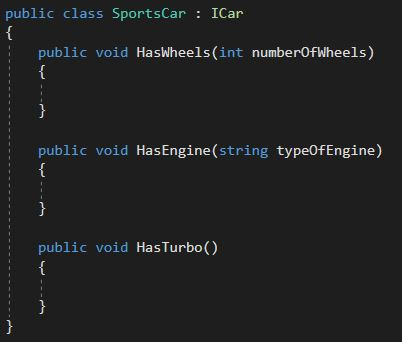 public class SportsCar : ICar
{
public void HasWheels(int numberOfWheels)
{
}
public void HasEngine(string typeOfEngine)
{
}
public void HasTurbo()
{
}
}